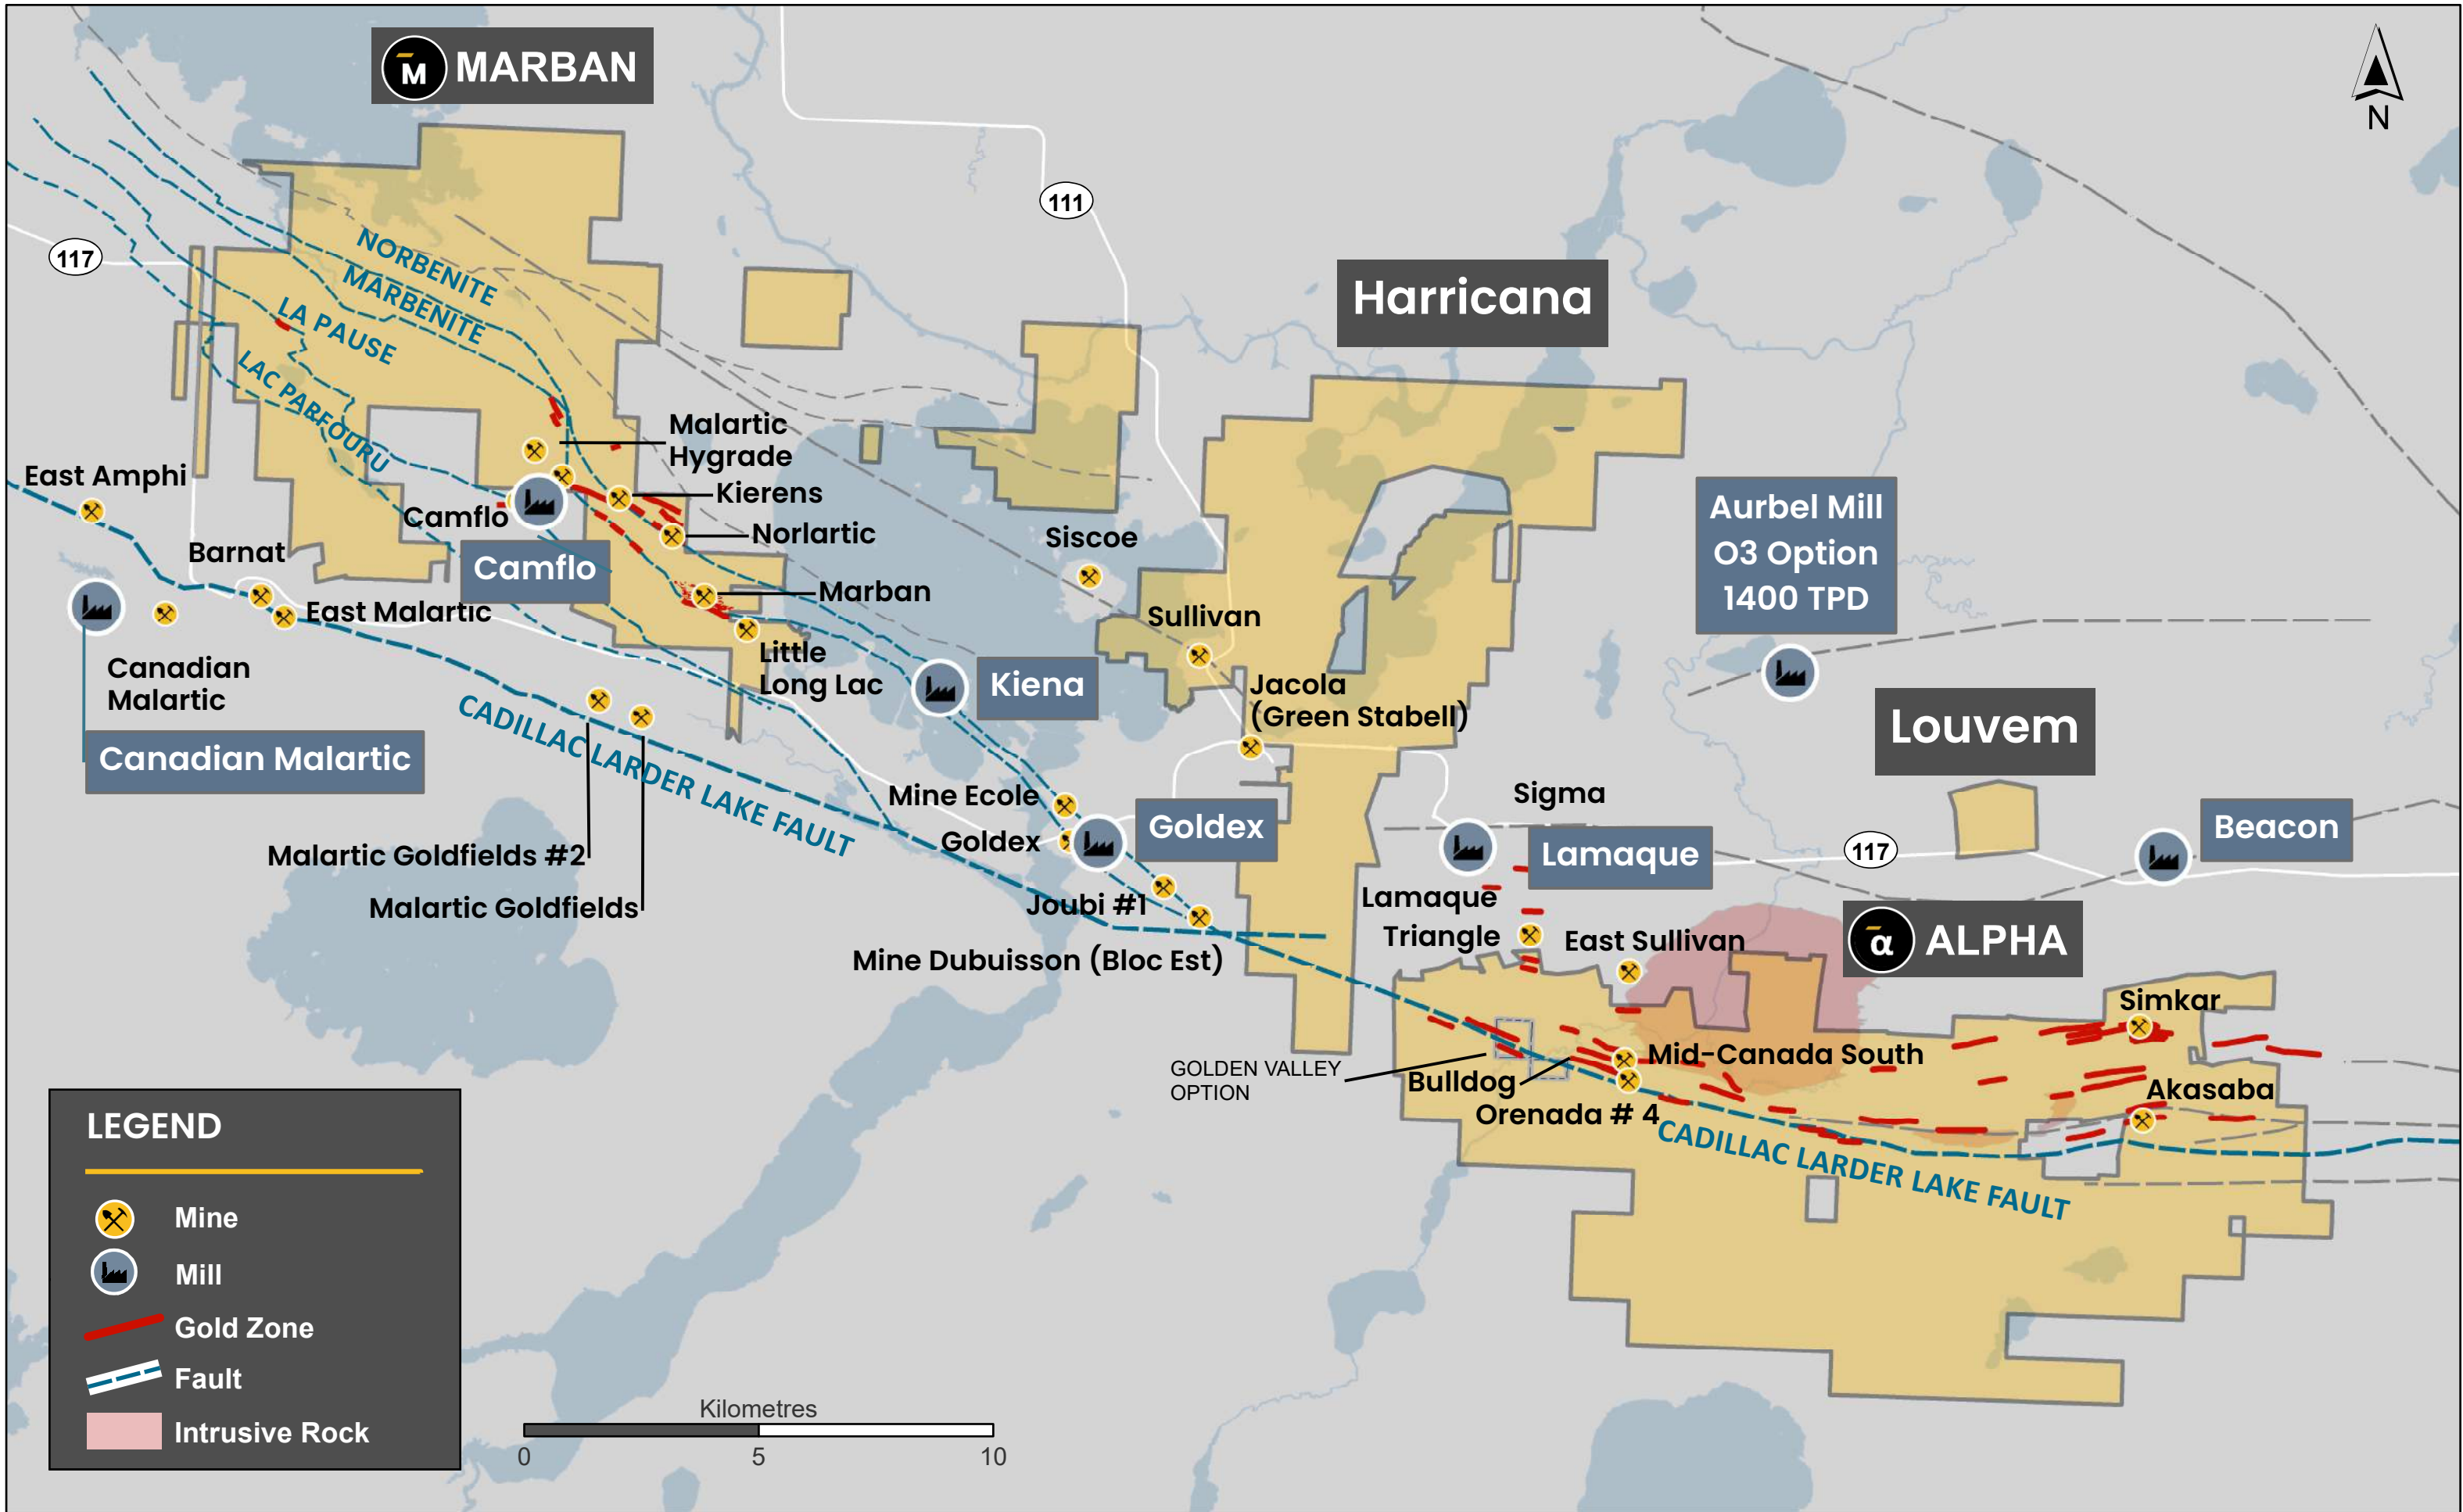 M MARBAN
111
117
Harricana
NORBENITE
MARBENITE
LA PAUSE
LAC PARFOURU
Malartic
Hygrade
Kierens
Norlartic
East Amphi
Camflo
Camflo
Barnat
East Malartic
Marban
Siscoe
Sullivan
Aurbel Mill
O3 Option
1400 TPD
Little
Long Lac
Kiena
Jacola
(Green Stabell)
Canadian
Malartic
Canadian Malartic
CADILLAC LARDER LAKE FAULT
Louvem
Mine Ecole
Goldex
Goldex
Sigma
Lamaque
117
Beacon
Malartic Goldfields #2
Malartic Goldfields
Joubi #1
Mine Dubuisson (Bloc Est)
Lamaque
Triangle
East Sullivan
α ALPHA
Simkar
GOLDEN VALLEY
OPTION
Bulldog
Mid-Canada South
Orenada # 4
Akasaba
CADILLAC LARDER LAKE FAULT
N
LEGEND
Mine
Mill
Gold Zone
Fault
Intrusive Rock
Kilometres
0 5 10